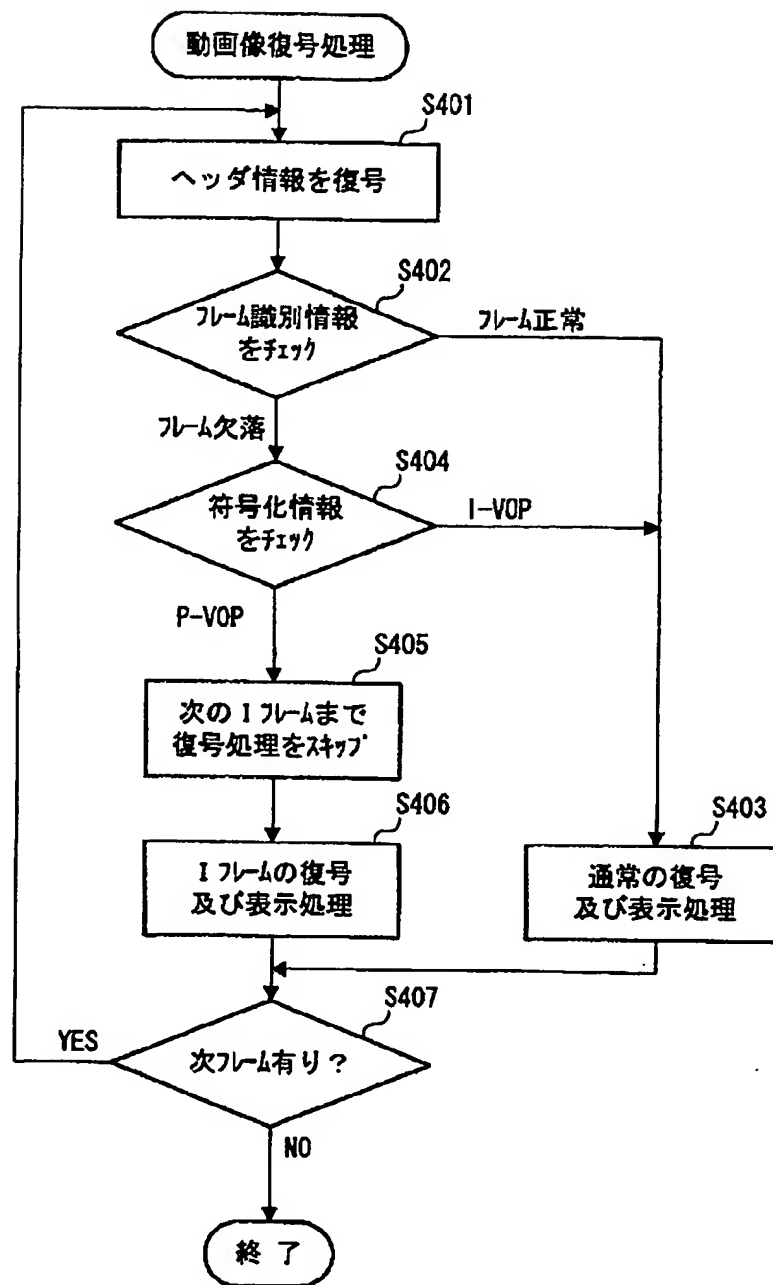 動画像復号処理
S401
ヘッダ情報を復号
S402
フレーム識別情報
をチェック
フレーム正常
フレーム欠落
S404
符号化情報
をチェック
I-VOP
P-VOP
S405
次のIフレームまで
復号処理をスキップ
S406
Iフレームの復号
及び表示処理
S403
通常の復号
及び表示処理
S407
YES
次フレーム有り?
NO
終了